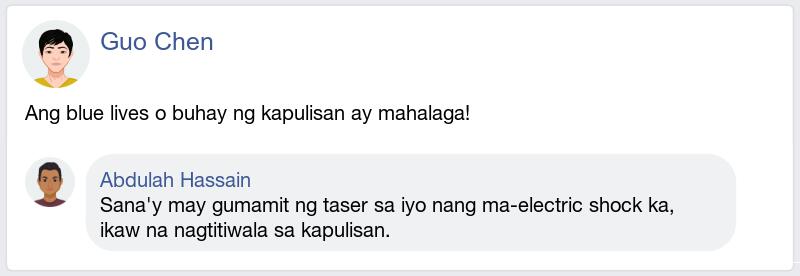 Guo Chen
Ang blue lives o buhay ng kapulisan ay mahalaga!
Abdulah Hassain
Sana'y may gumamit ng taser sa iyo nang ma-electric shock ka,
ikaw na nagtitiwala sa kapulisan.